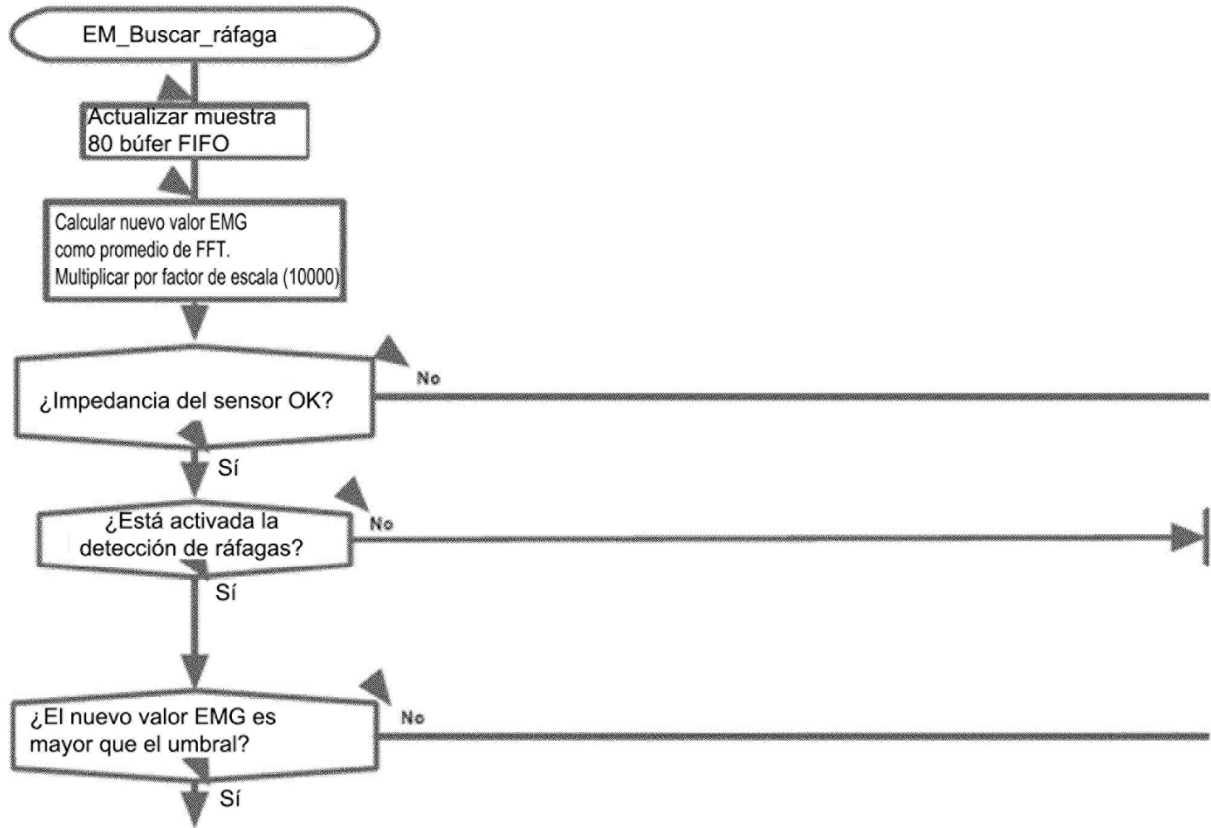 EM_Buscar_ráfaga
Actualizar muestra
80 búfer FIFO
Calcular nuevo valor EMG
como promedio de FFT.
Multiplicar por factor de escala (10000)
No
¿Impedancia del sensor OK?
Sí
¿Está activada la
No
detección de ráfagas?
Sí
¿El nuevo valor EMG es
No
mayor que el umbral?
Sí